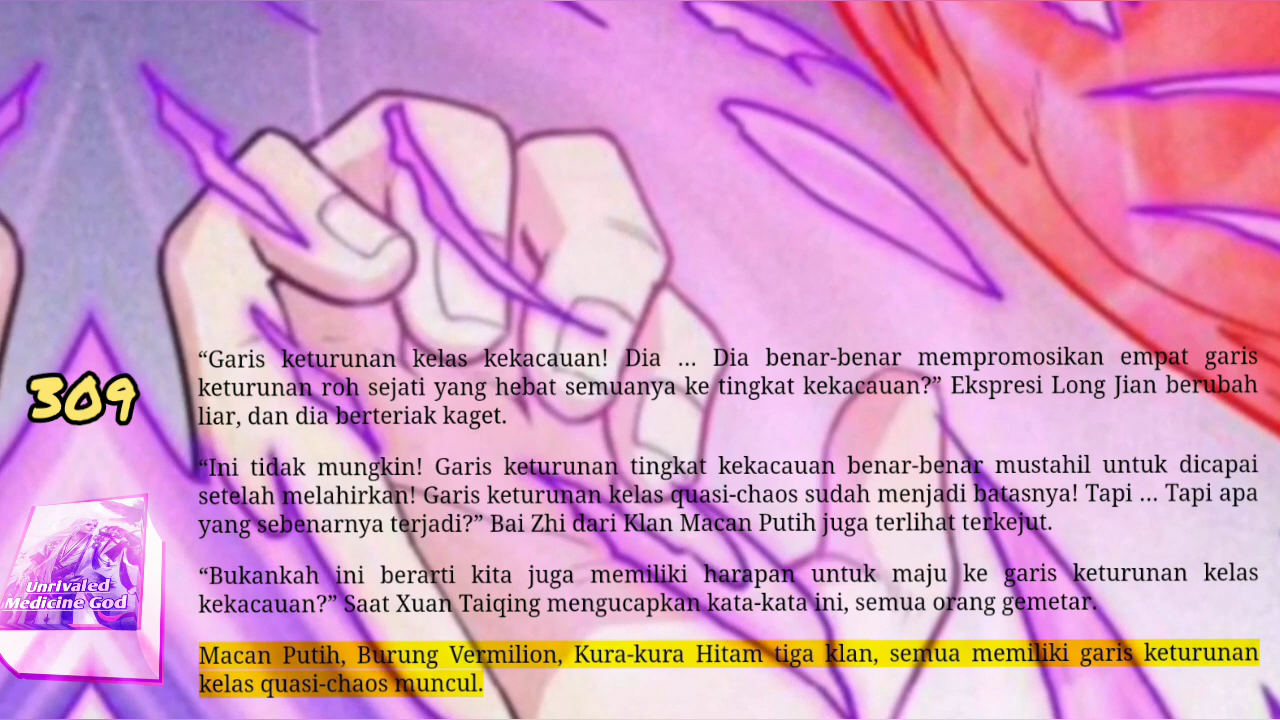 “Garis keturunan kelas kekacauan! Dia ... Dia benar-benar mempromosikan empat garis
keturunan roh sejati yang hebat semuanya ke tingkat kekacauan?” Ekspresi Long Jian berubah
liar, dan dia berteriak kaget.
“Ini tidak mungkin! Garis keturunan tingkat kekacauan benar-benar mustahil untuk dicapai
setelah melahirkan! Garis keturunan kelas quasi-chaos sudah menjadi batasnya! Tapi ... Tapi apa
yang sebenarnya terjadi?” Bai Zhi dari Klan Macan Putih juga terlihat terkejut.
“Bukankah ini berarti kita juga memiliki harapan untuk maju ke garis keturunan kelas
kekacauan?” Saat Xuan Taiqing mengucapkan kata-kata ini, semua orang gemetar.
Macan Putih, Burung Vermilion, Kura-kura Hitam tiga klan, semua memiliki garis keturunan
kelas quasi-chaos muncul.
309
Unrivaled
Medicine God